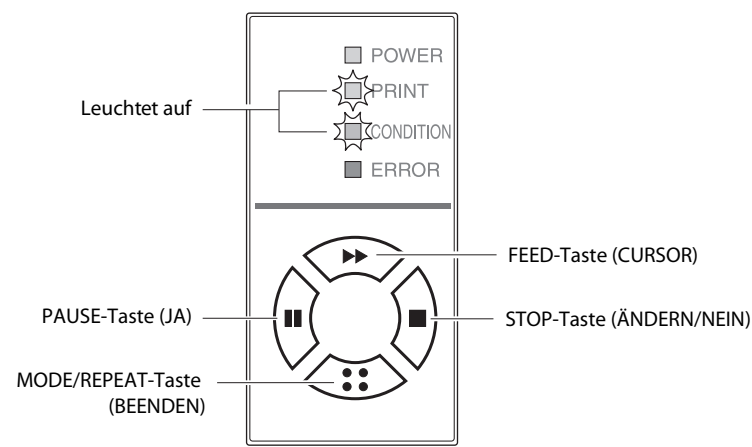 POWER
Leuchtet auf
PRINT
CONDITION
ERROR
FEED-Taste (CURSOR)
PAUSE-Taste (JA)
STOP-Taste (ÄNDERN/NEIN)
MODE/REPEAT-Taste
(BEENDEN)